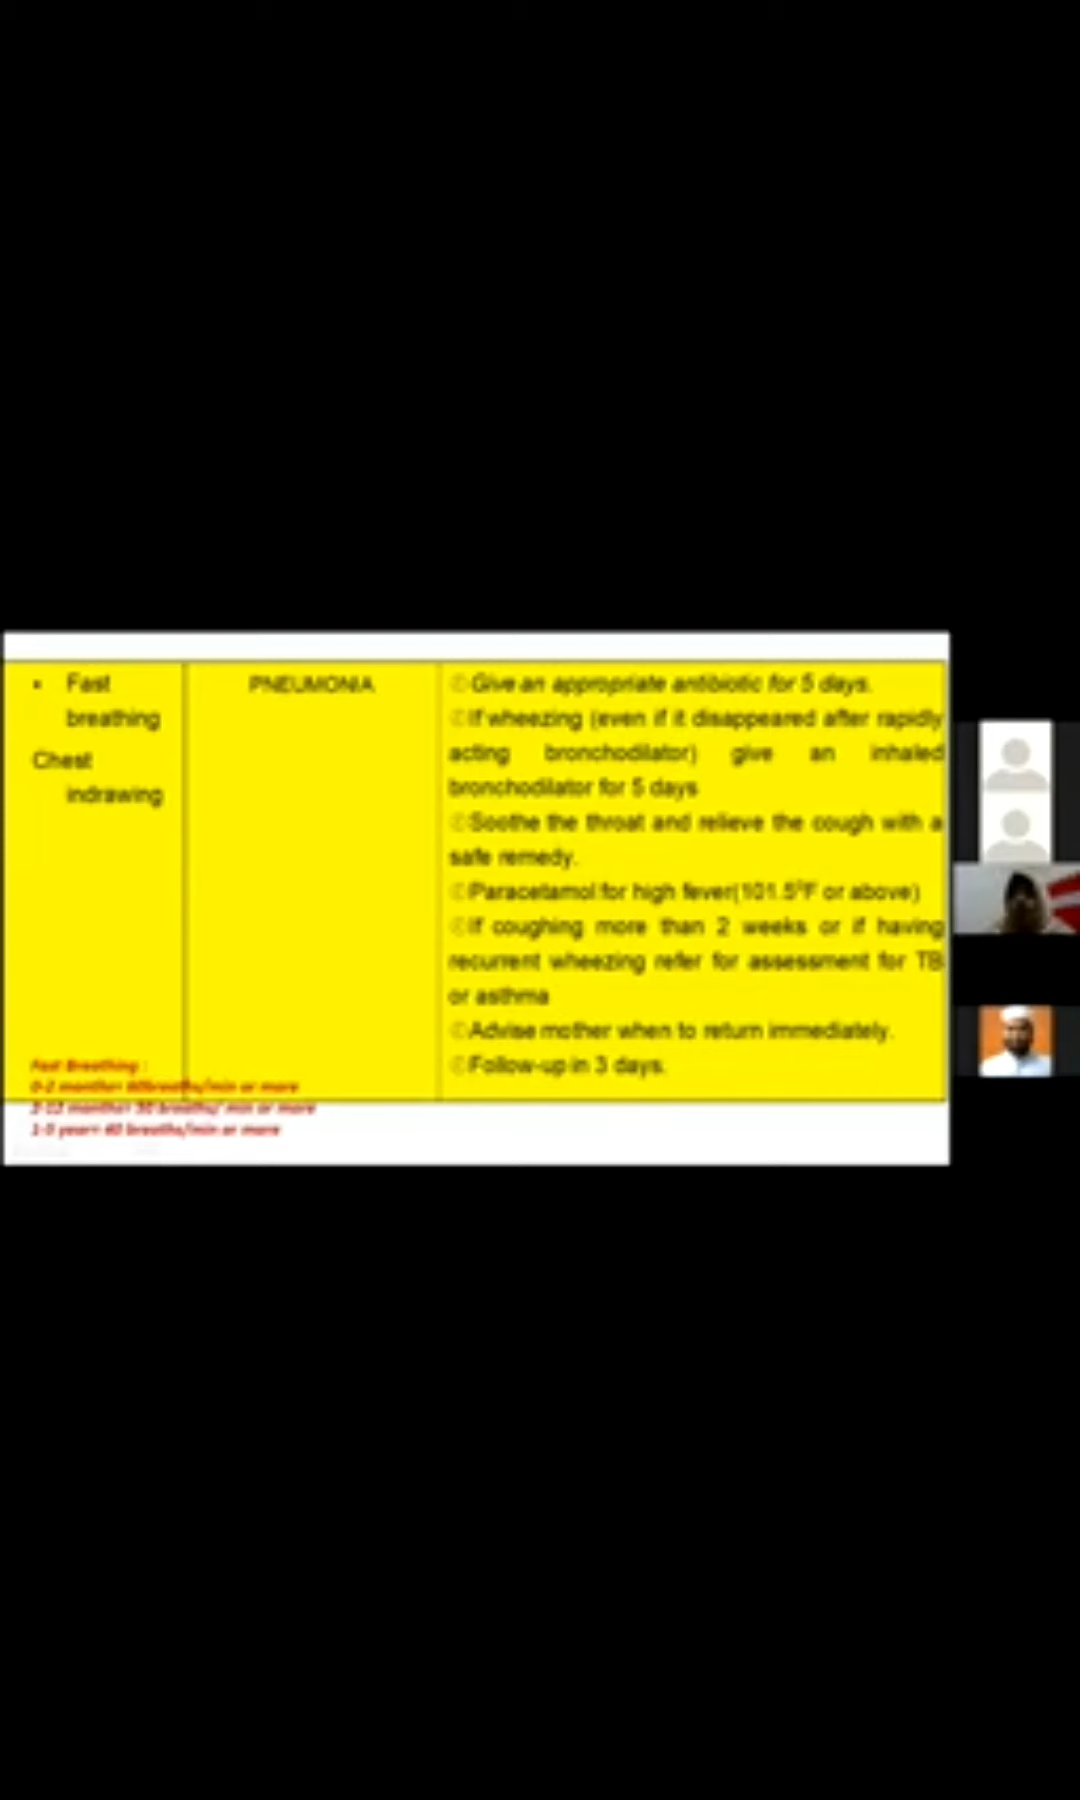 • Fast
breathing
Chest
indrawing
PNEUMONIA
Give an appropriate antibiotic for 5 days.
If wheezing (even if it disappeared after rapidly
acting bronchodilator) give an inhaled
bronchodilator for 5 days
Soothe the throat and relieve the cough with a
safe remedy.
Paracetamol for high fever(101.5°F or above)
If coughing more than 2 weeks or if having
recurrent wheezing refer for assessment for TB
or asthma
Advise mother when to return immediately.
Follow-up in 3 days.
Fast Breathing :
0-2 months= 60breaths/min or more
2-12 months= 50 breaths/ min or more
1-5 year= 40 breaths/min or more